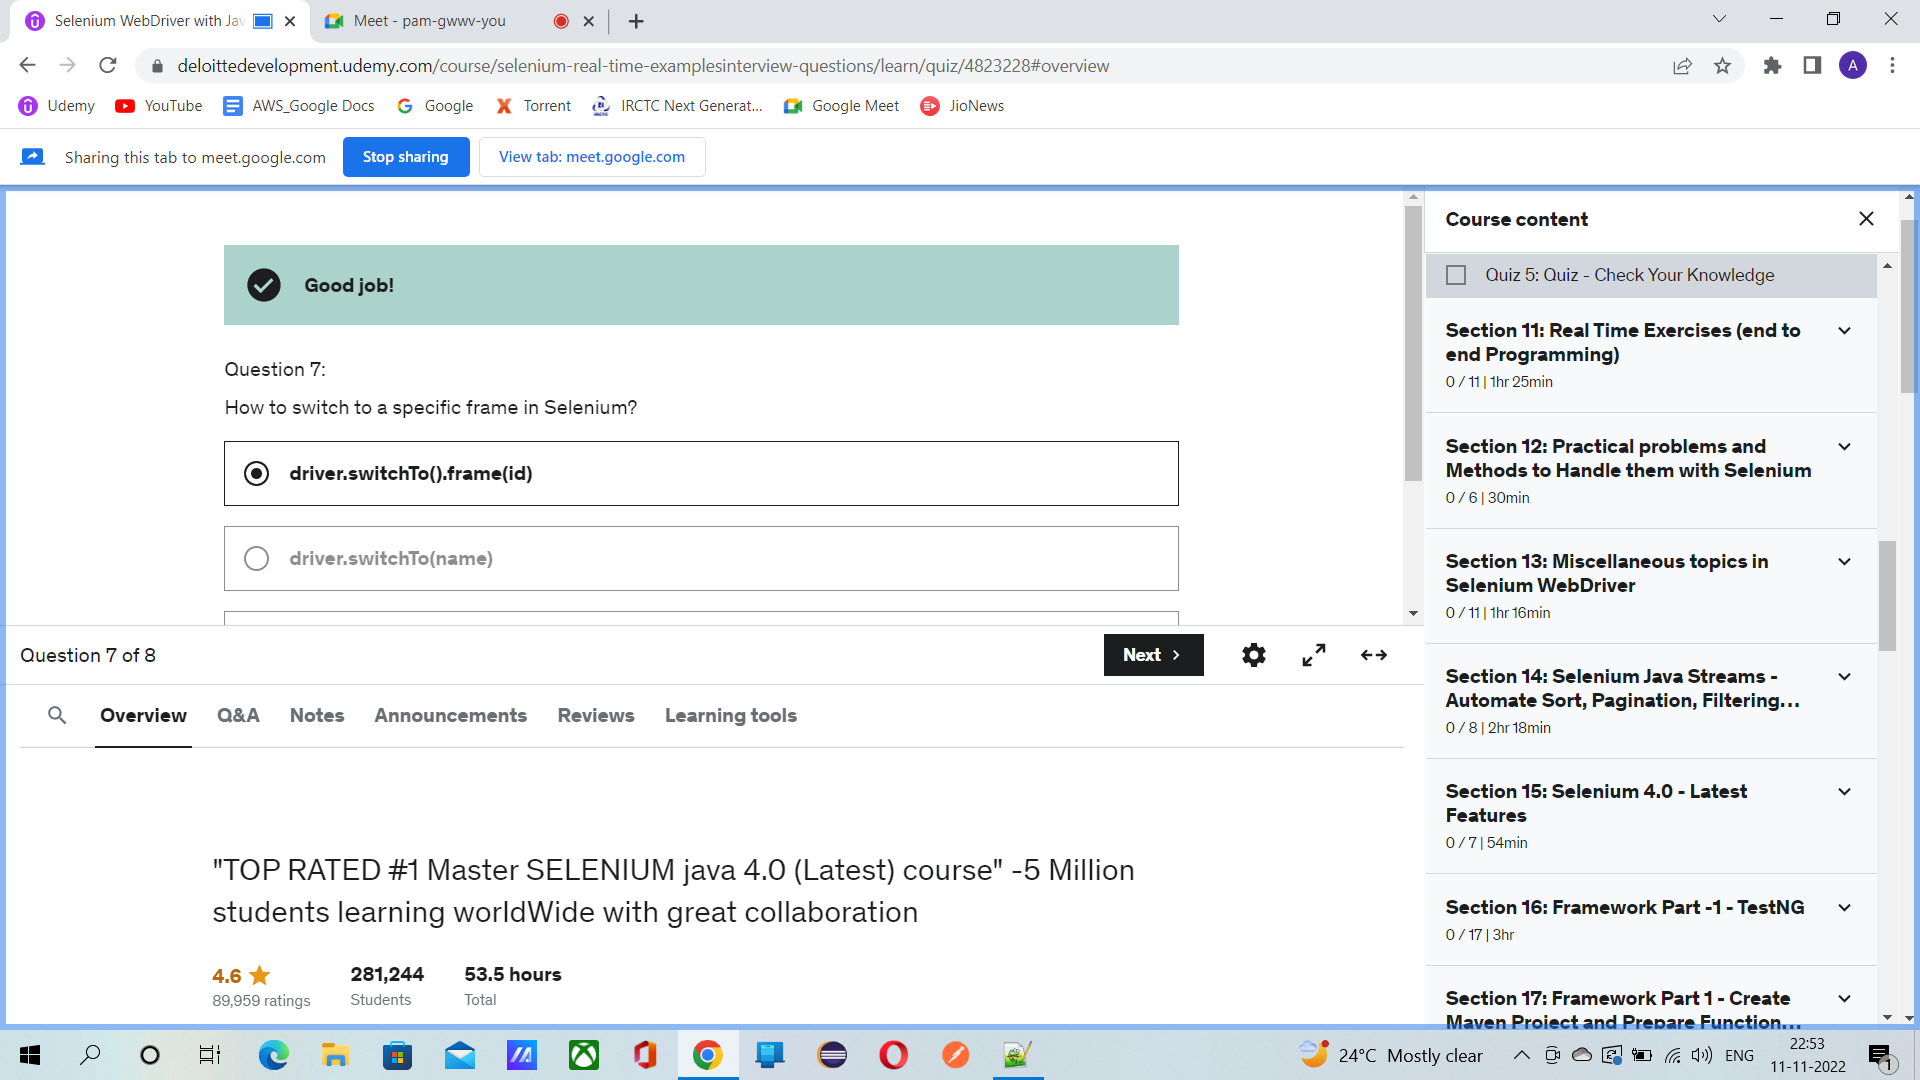 Selenium WebDriver with Jav
Meet - pam-gwwv-you
deloittedevelopment.udemy.com/course/selenium-real-time-examplesinterview-questions/learn/quiz/4823228#overview
A
Udemy
YouTube
AWS_Google Docs
Google
Torrent
IRCTC Next Generat...
Google Meet
JioNews
Sharing this tab to meet.google.com
Stop sharing
View tab: meet.google.com
Good job!
Question 7:
How to switch to a specific frame in Selenium?
driver.switchTo().frame(id)
driver.switchTo(name)
Question 7 of 8
Next
Overview
Q&A
Notes
Announcements
Reviews
Learning tools
"TOP RATED #1 Master SELENIUM java 4.0 (Latest) course" -5 Million
students learning worldWide with great collaboration
4.6
281,244
53.5 hours
89,959 ratings
Students
Total
Course content
Quiz 5: Quiz - Check Your Knowledge
Section 11: Real Time Exercises (end to
end Programming)
0 / 11 | 1hr 25min
Section 12: Practical problems and
Methods to Handle them with Selenium
0 / 6 | 30min
Section 13: Miscellaneous topics in
Selenium WebDriver
0 / 11 | 1hr 16min
Section 14: Selenium Java Streams -
Automate Sort, Pagination, Filtering...
0 / 8 | 2hr 18min
Section 15: Selenium 4.0 - Latest
Features
0 / 7 | 54min
Section 16: Framework Part -1 - TestNG
0 / 17 | 3hr
Section 17: Framework Part 1 - Create
Maven Project and Prepare Function...
24°C Mostly clear
ENG
22:53
11-11-2022
1